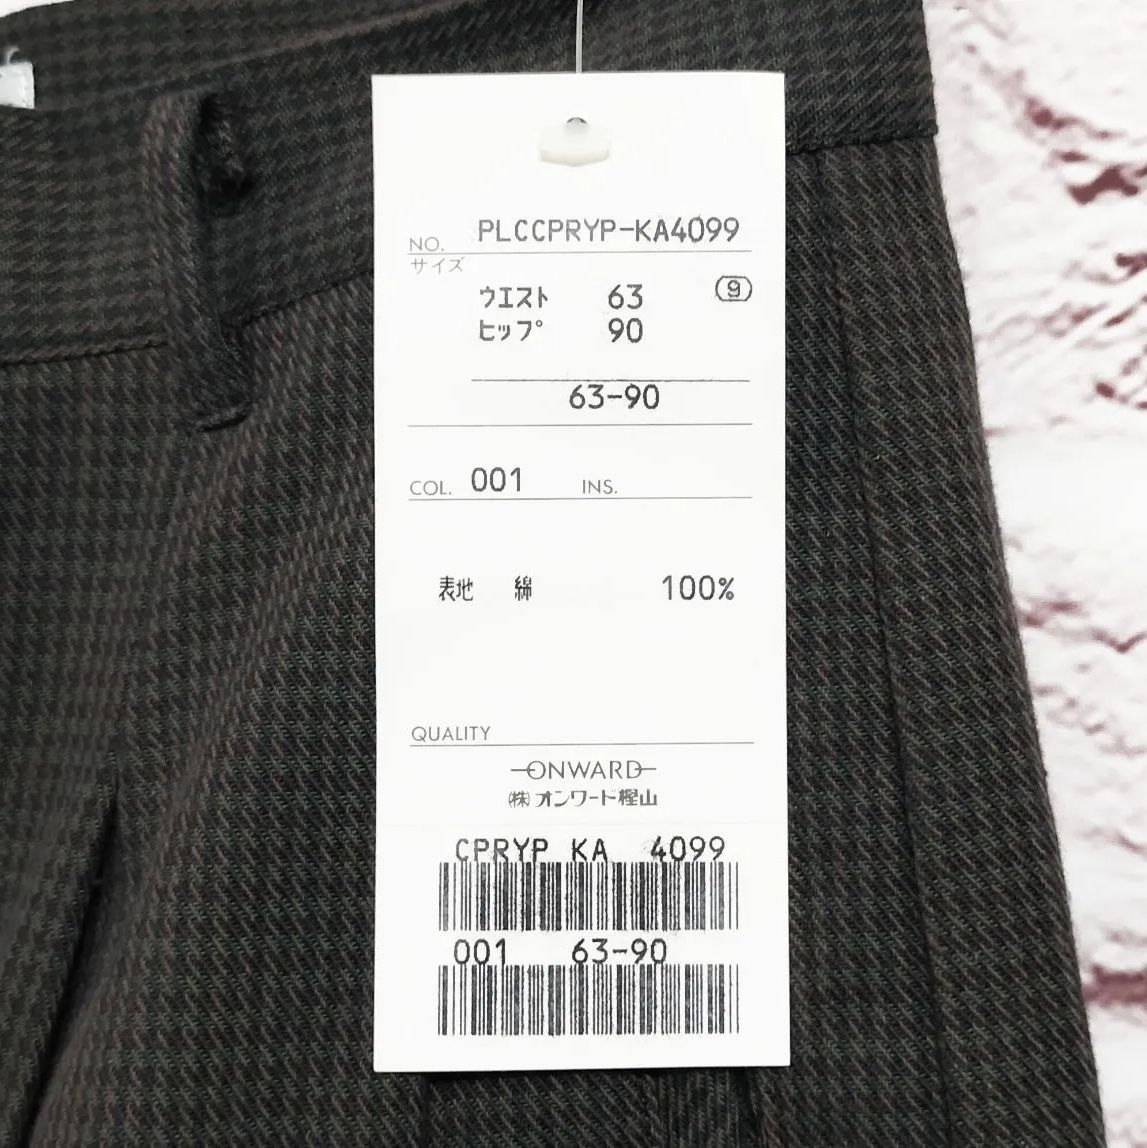 NO. PLCCPRYP-KA4099
サイズ
ウエスト 63 ⑨
ヒップ 90
63-90
COL. 001 INS.
表地 綿 100%
QUALITY
ONWARD
㈱オンワード樫山
CPRYP KA 4099
001 63-90